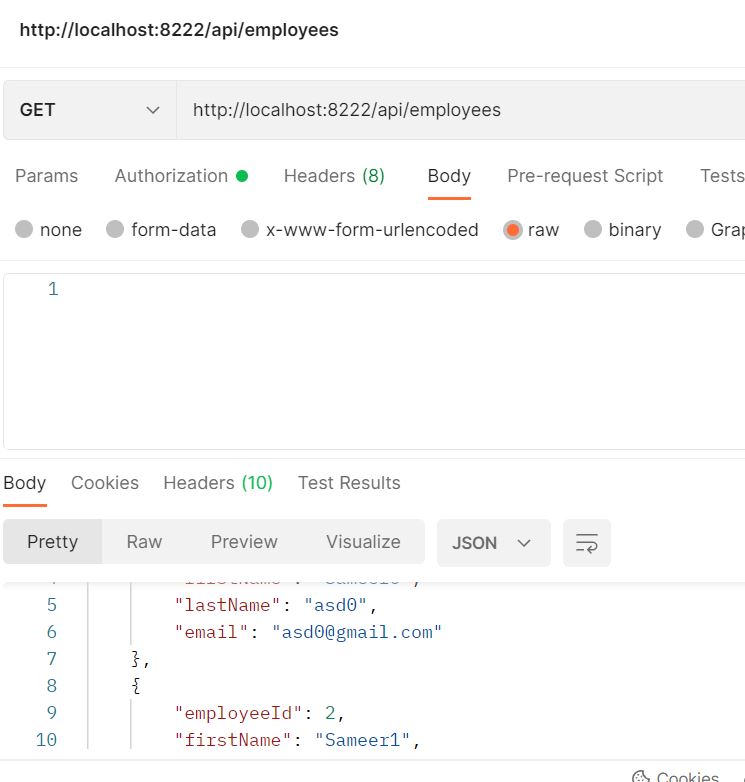 http://localhost:8222/api/employees
GET http://localhost:8222/api/employees
Params Authorization Headers (8) Body Pre-request Script Tests
none form-data x-www-form-urlencoded raw binary
1
Body Cookies Headers (10) Test Results
Pretty Raw Preview Visualize JSON
5 "lastName": "asd0",
6 "email": "asd0@gmail.com"
7 },
8 {
9 "employeeId": 2,
10 "firstName": "Sameer1",
Cookies